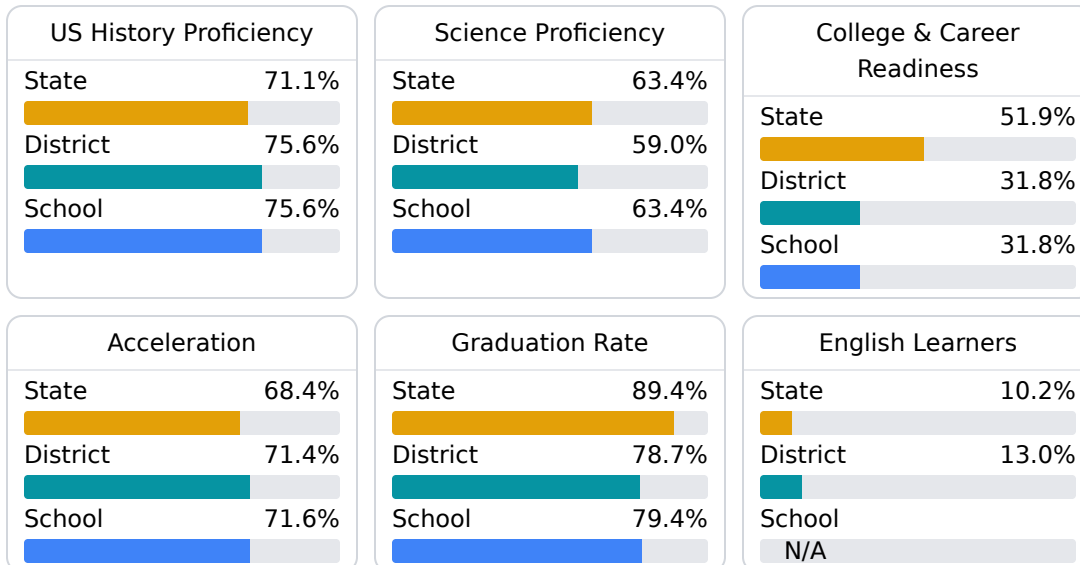 US History Proficiency
State 71.1%
District 75.6%
School 75.6%
Science Proficiency
State 63.4%
District 59.0%
School 63.4%
College & Career
Readiness
State 51.9%
District 31.8%
School 31.8%
Acceleration
State 68.4%
District 71.4%
School 71.6%
Graduation Rate
State 89.4%
District 78.7%
School 79.4%
English Learners
State 10.2%
District 13.0%
School
N/A